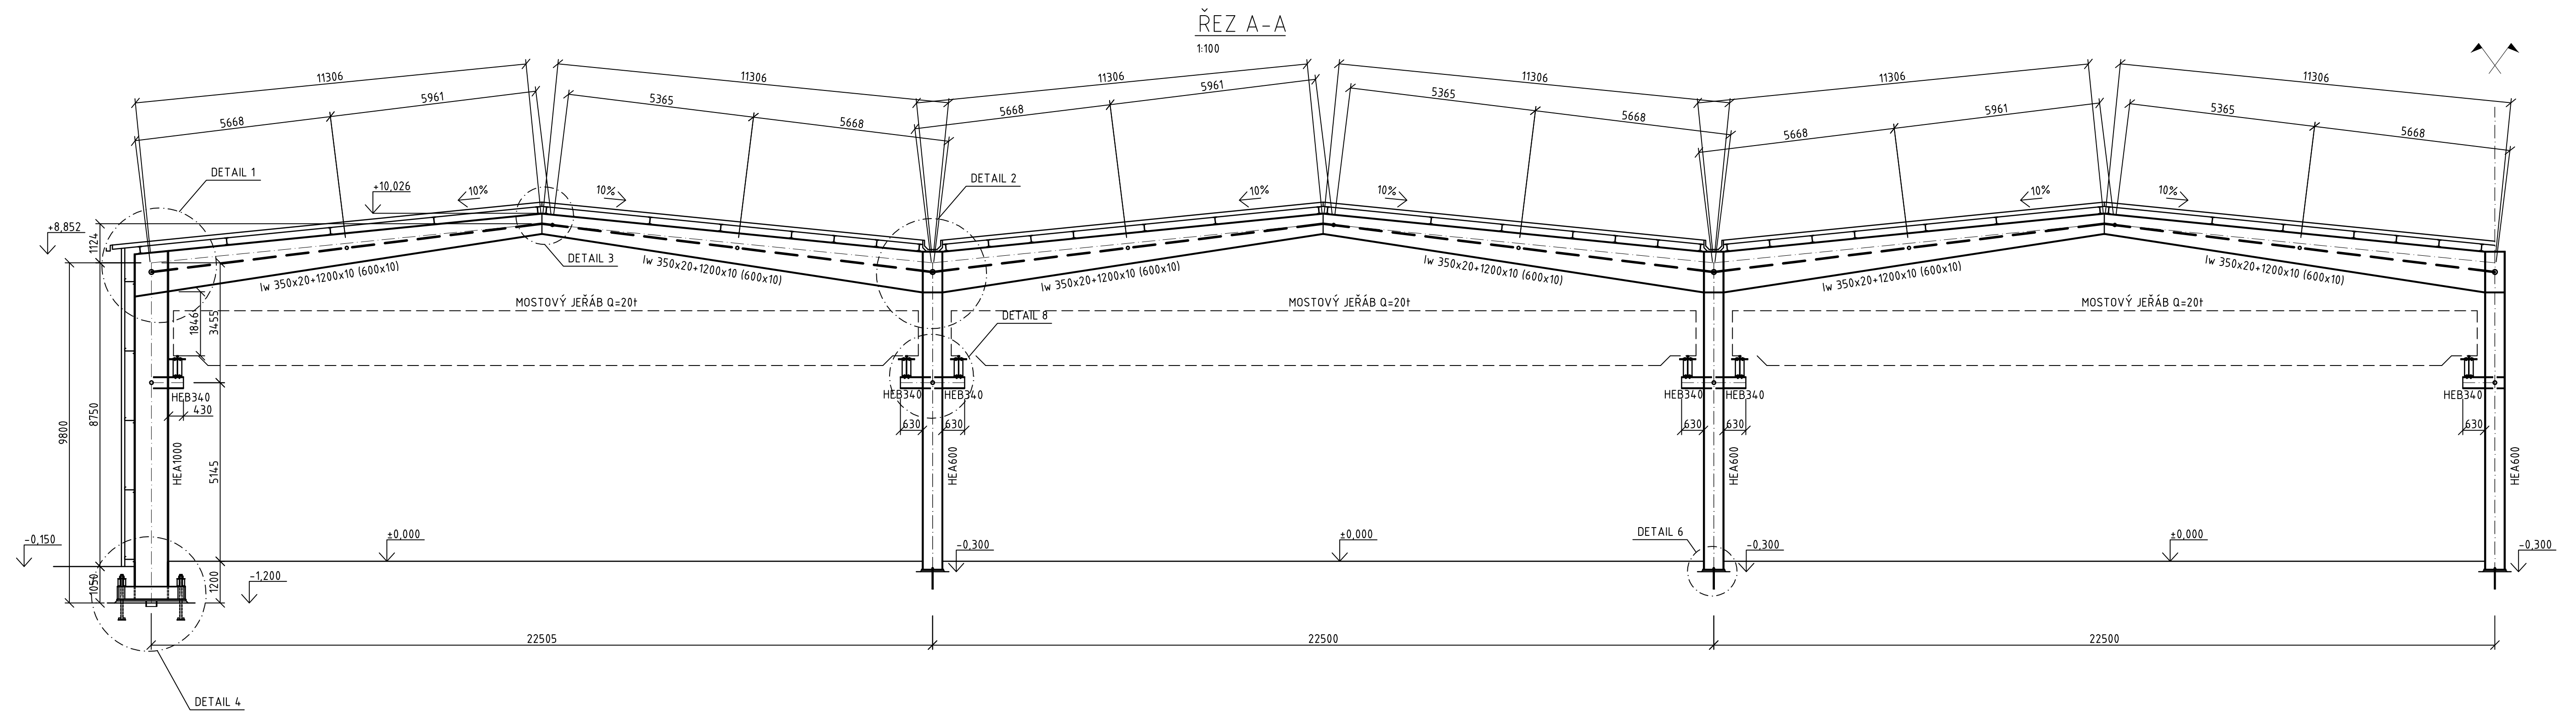 ŘEZ A-A
1:100
11306
11306
11306
11306
11306
11306
5668
5961
5365
5668
5668
5961
5365
5668
5668
5961
5365
5668
DETAIL 1
+10,026
10%
10%
DETAIL 2
10%
10%
10%
10%
+8,852
1124
DETAIL 3
Iw 350x20+1200x10 (600x10)
Iw 350x20+1200x10 (600x10)
Iw 350x20+1200x10 (600x10)
Iw 350x20+1200x10 (600x10)
Iw 350x20+1200x10 (600x10)
Iw 350x20+1200x10 (600x10)
MOSTOVÝ JEŘÁB Q=20t
MOSTOVÝ JEŘÁB Q=20t
MOSTOVÝ JEŘÁB Q=20t
DETAIL 8
1846
3455
HEB340
HEB340
HEB340
HEB340
HEB340
HEB340
430
630
630
630
630
630
9800
8750
HEA1000
5145
HEA600
HEA600
HEA600
-0,150
±0,000
-0,300
±0,000
DETAIL 6
-0,300
±0,000
-0,300
1050
1200
-1,200
22505
22500
22500
DETAIL 4